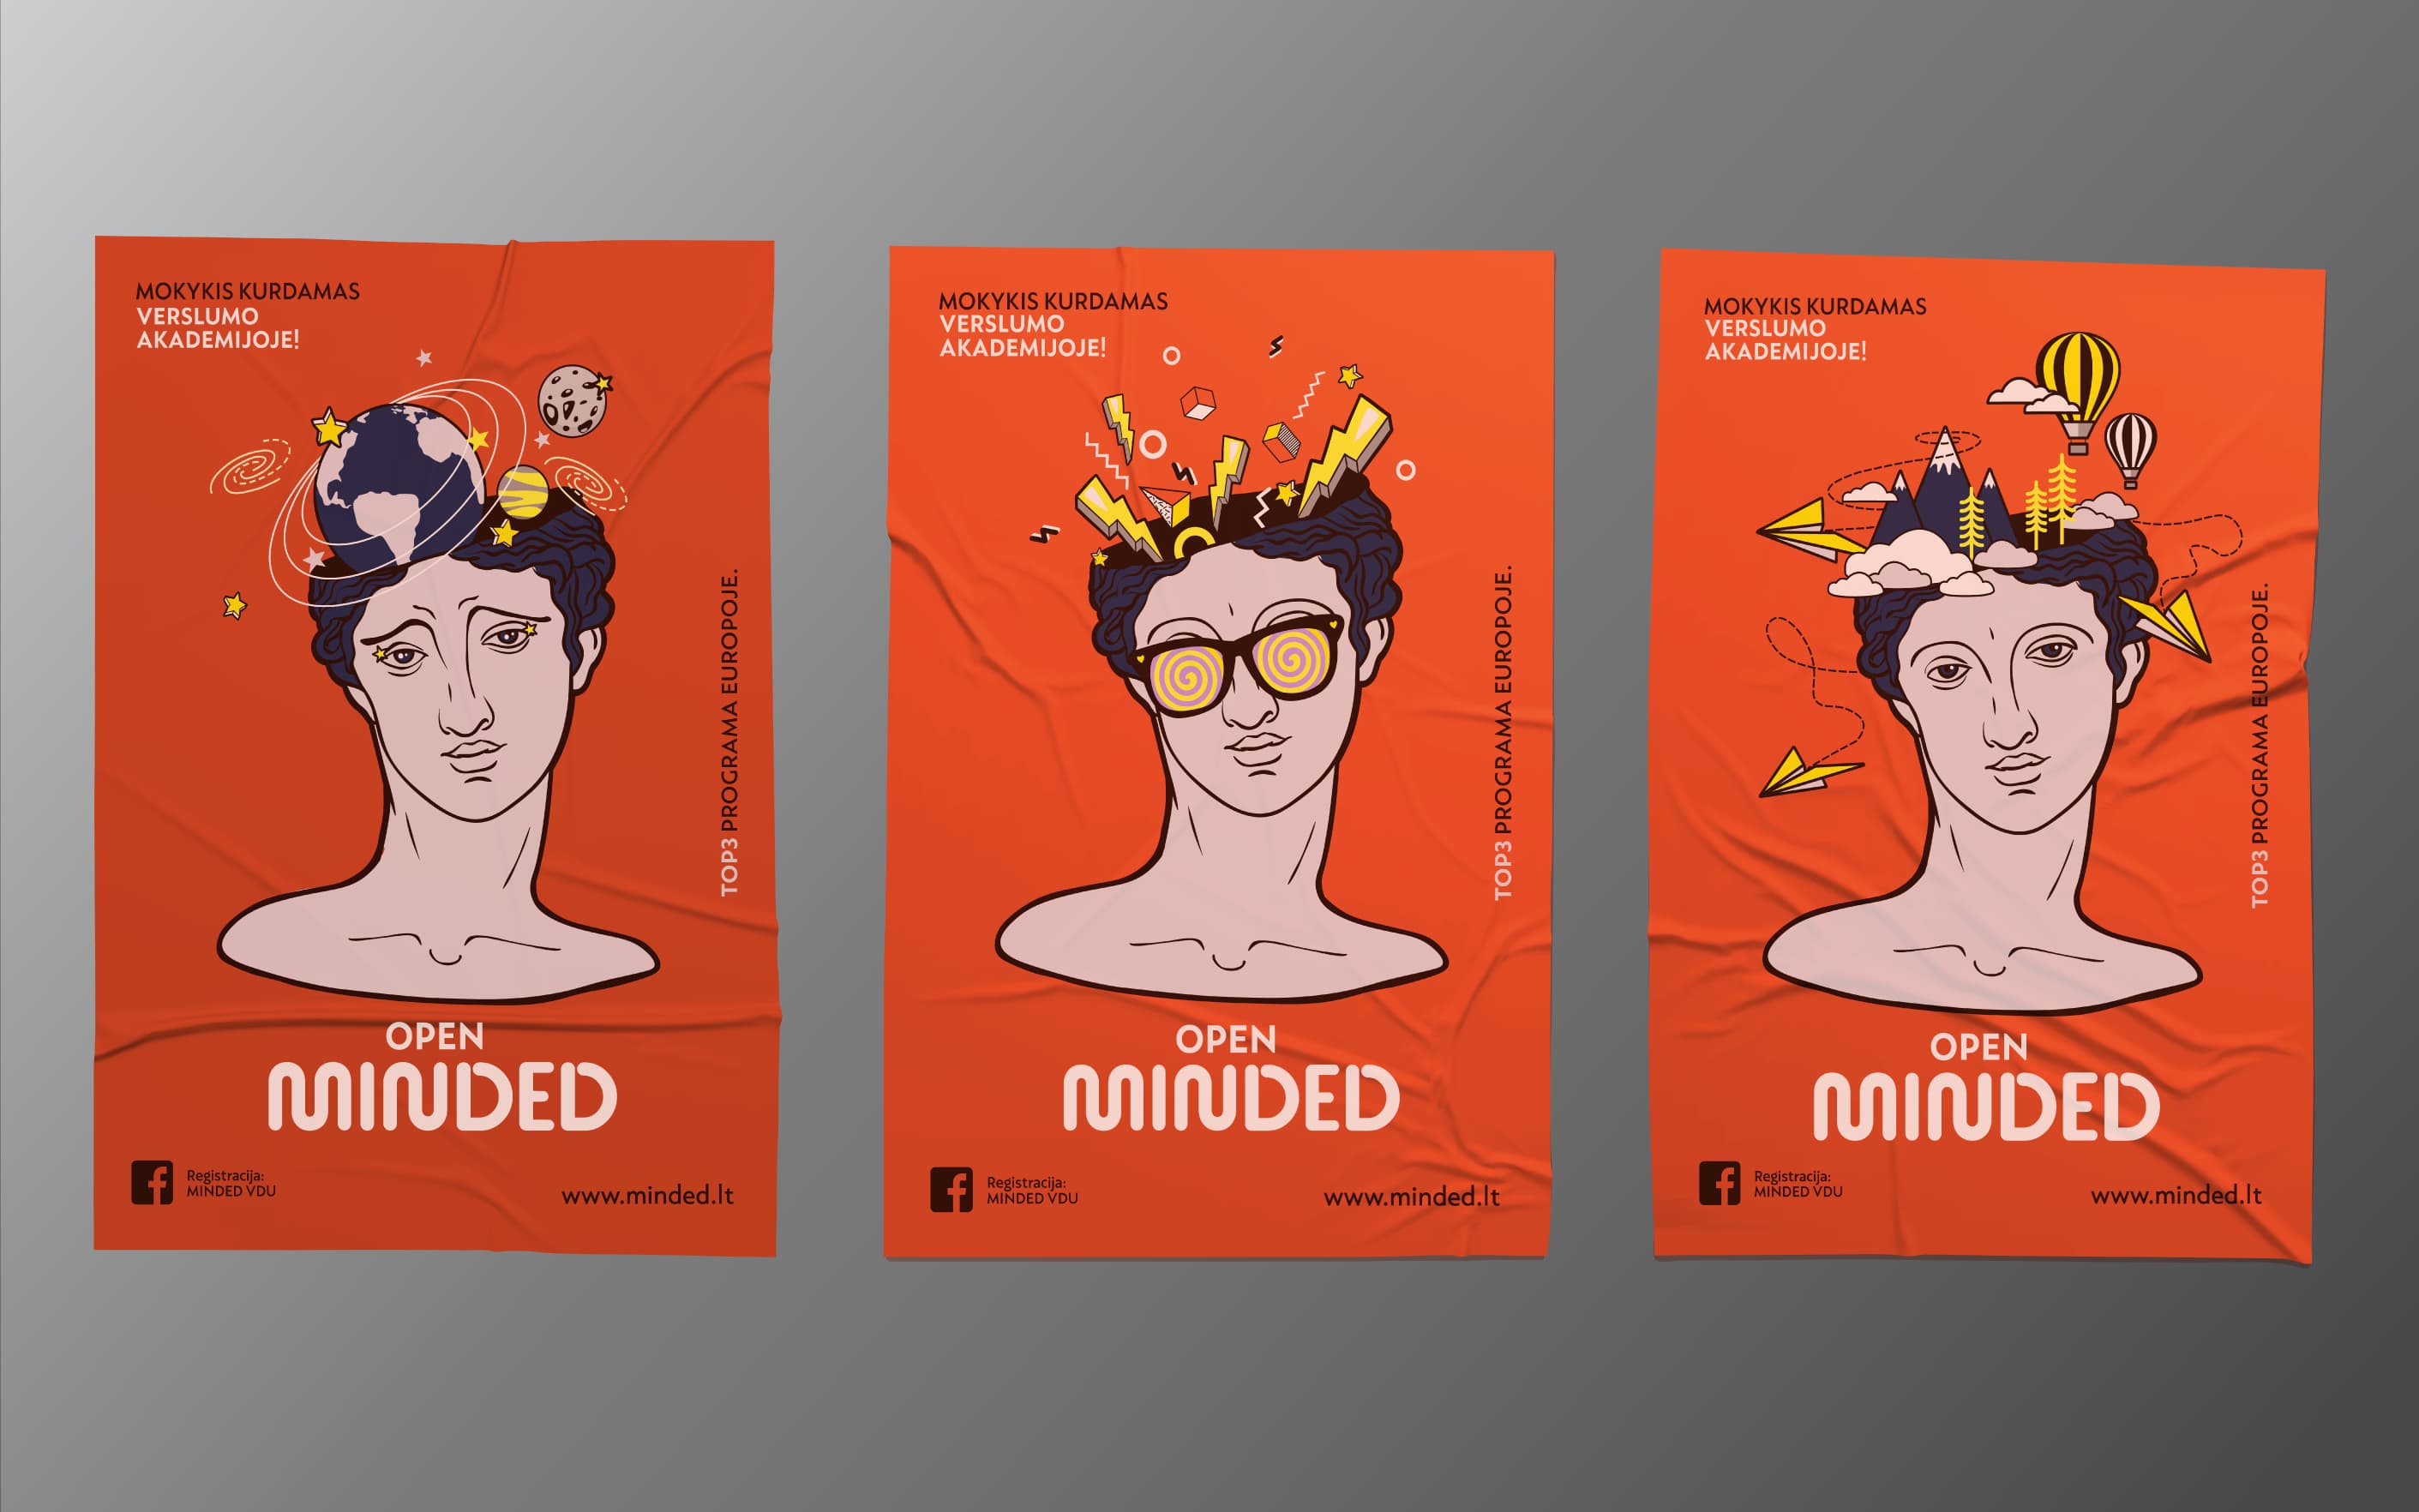 MOKYKIS KURDAMAS
VERSLUMO
AKADEMIJOJE!
TOP3 PROGRAMA EUROPOJE.
OPEN
MINDED
Registracija:
MINDED VDU
www.minded.lt
MOKYKIS KURDAMAS
VERSLUMO
AKADEMIJOJE!
TOP3 PROGRAMA EUROPOJE.
OPEN
MINDED
Registracija:
MINDED VDU
www.minded.lt
MOKYKIS KURDAMAS
VERSLUMO
AKADEMIJOJE!
TOP3 PROGRAMA EUROPOJE.
OPEN
MINDED
Registracija:
MINDED VDU
www.minded.lt